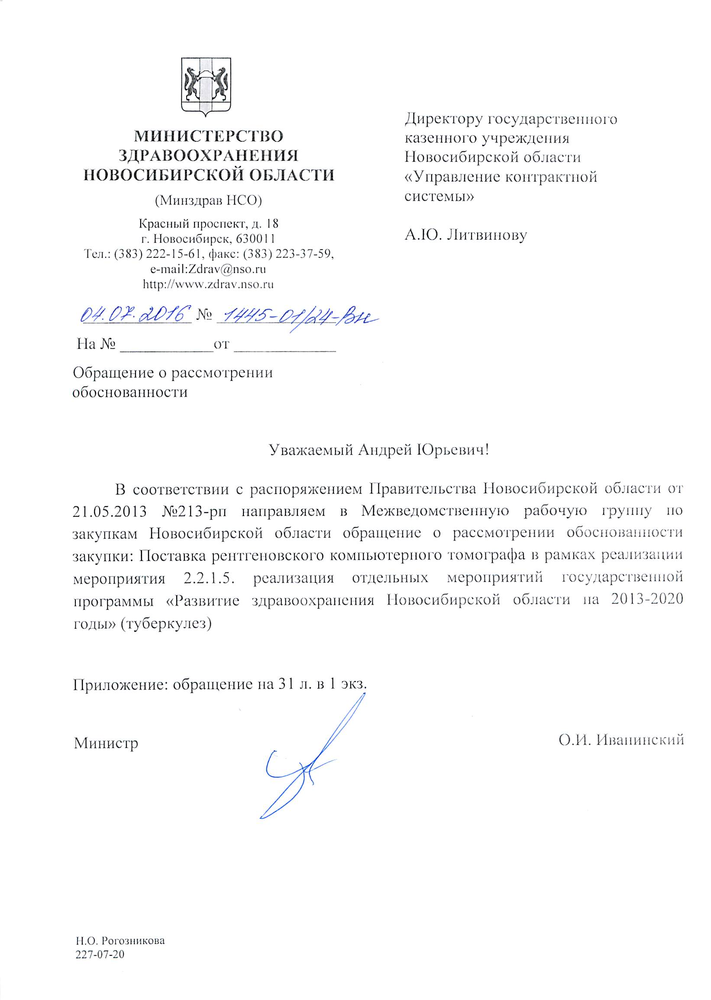 МИНИСТЕРСТВО
ЗДРАВООХРАНЕНИЯ
НОВОСИБИРСКОЙ ОБЛАСТИ
(Минздрав НСО)
Красный проспект, д. 18
г. Новосибирск, 630011
Тел.: (383) 222-15-61, факс: (383) 223-37-59,
e-mail:Zdrav@nso.ru
http://www.zdrav.nso.ru
04.07.2016 № 1445-01/24-Вн
На № ____________от _____________
Обращение о рассмотрении
обоснованности
Директору государственного
казенного учреждения
Новосибирской области
«Управление контрактной
системы»
А.Ю. Литвинову
Уважаемый Андрей Юрьевич!
В соответствии с распоряжением Правительства Новосибирской области от
21.05.2013 №213-рп направляем в Межведомственную рабочую группу по
закупкам Новосибирской области обращение о рассмотрении обоснованности
закупки: Поставка рентгеновского компьютерного томографа в рамках реализации
мероприятия 2.2.1.5. реализация отдельных мероприятий государственной
программы «Развитие здравоохранения Новосибирской области на 2013-2020
годы» (туберкулез)
Приложение: обращение на 31 л. в 1 экз.
Министр О.И. Иванинский
Н.О. Рогозникова
227-07-20